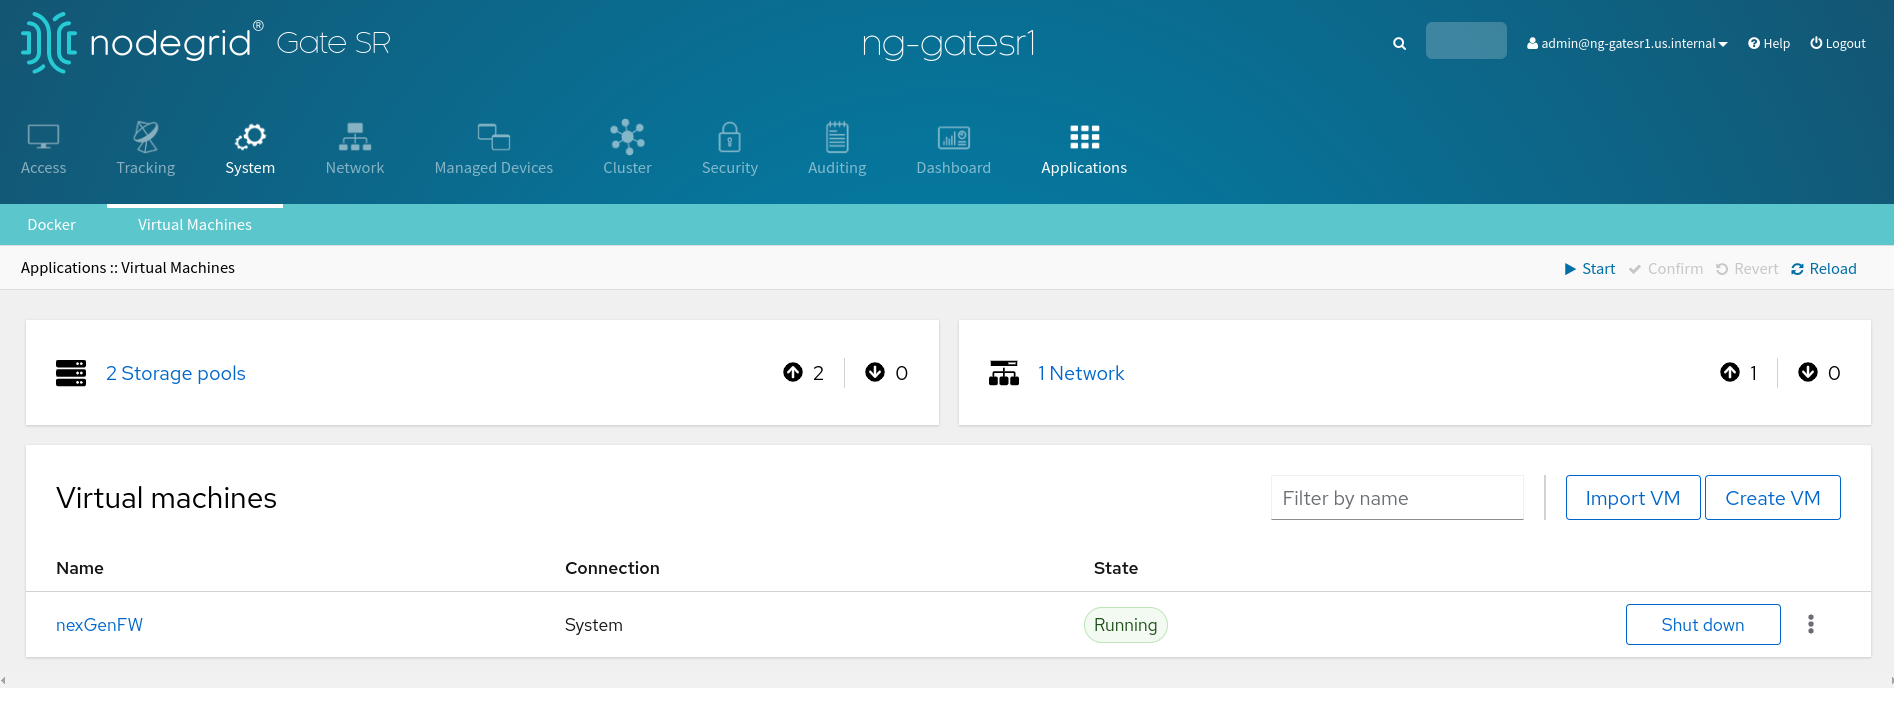 nodegrid® Gate SR
ng-gatesr1
admin@ng-gatesr1.us.internal
Help
Logout
Access
Tracking
System
Network
Managed Devices
Cluster
Security
Auditing
Dashboard
Applications
Docker
Virtual Machines
Applications :: Virtual Machines
Start
Confirm
Revert
Reload
2 Storage pools
2
0
1 Network
1
0
Virtual machines
Filter by name
Import VM
Create VM
Name
Connection
State
nexGenFW
System
Running
Shut down